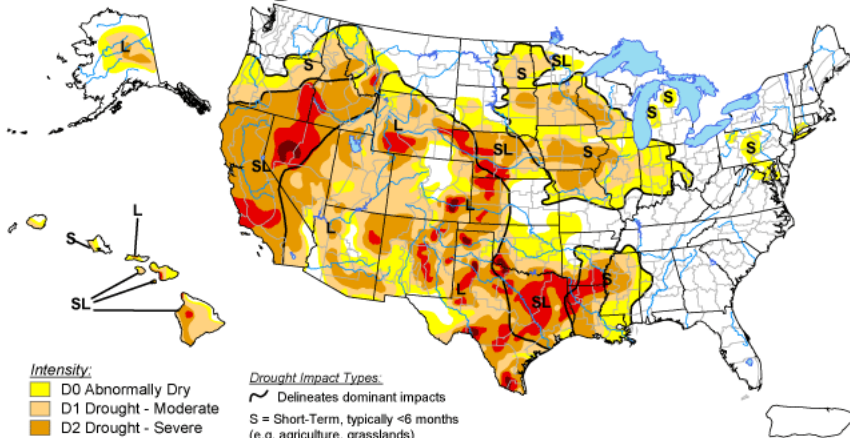 L
S
SL
S
L
SL
S
S
SL
S
SL
L
L
S
L
L
S
SL
S
SL
Intensity:
D0 Abnormally Dry
D1 Drought - Moderate
D2 Drought - Severe
Drought Impact Types:
Delineates dominant impacts
S = Short-Term, typically <6 months
(e.g. agriculture, grasslands)